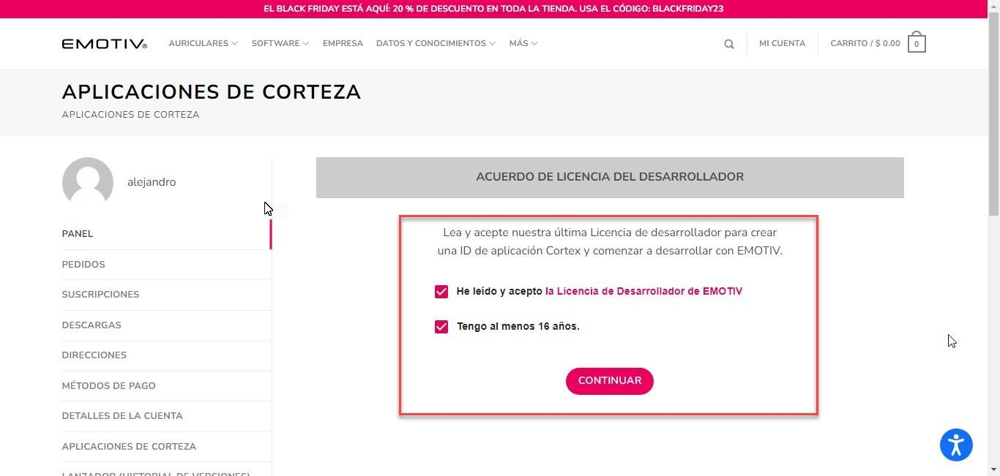 EL BLACK FRIDAY ESTÁ AQUÍ: 20 % DE DESCUENTO EN TODA LA TIENDA. USA EL CÓDIGO: BLACKFRIDAY23
EMOTIV® AURICULARES SOFTWARE EMPRESA DATOS Y CONOCIMIENTOS MÁS MI CUENTA CARRITO / $ 0.00 0
APLICACIONES DE CORTEZA
APLICACIONES DE CORTEZA
alejandro
PANEL
PEDIDOS
SUSCRIPCIONES
DESCARGAS
DIRECCIONES
MÉTODOS DE PAGO
DETALLES DE LA CUENTA
APLICACIONES DE CORTEZA
LANZADOR (HISTORIAL DE VERSIONES)
ACUERDO DE LICENCIA DEL DESARROLLADOR
Lea y acepte nuestra última Licencia de desarrollador para crear
una ID de aplicación Cortex y comenzar a desarrollar con EMOTIV.
He leído y acepto la Licencia de Desarrollador de EMOTIV
Tengo al menos 16 años.
CONTINUAR